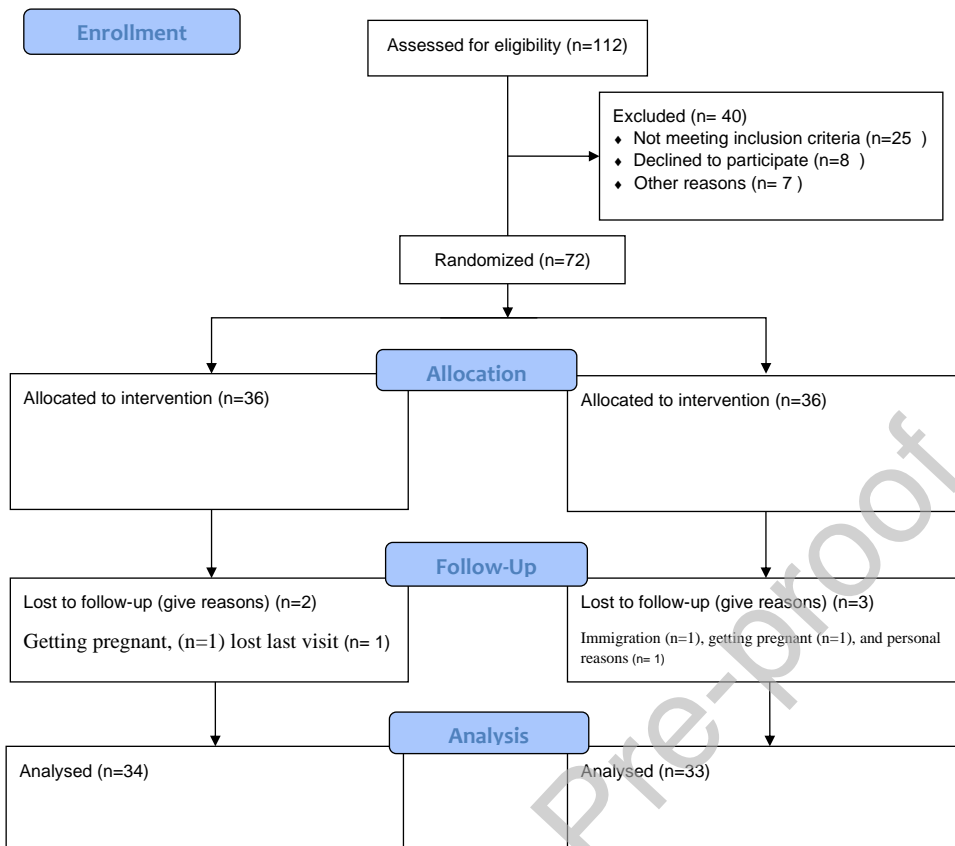 Enrollment
Assessed for eligibility (n=112)
Excluded (n= 40)
♦ Not meeting inclusion criteria (n=25 )
♦ Declined to participate (n=8 )
♦ Other reasons (n= 7 )
Randomized (n=72)
Allocation
Allocated to intervention (n=36)
Allocated to intervention (n=36)
Follow-Up
Lost to follow-up (give reasons) (n=2)
Getting pregnant, (n=1) lost last visit (n= 1)
Lost to follow-up (give reasons) (n=3)
Immigration (n=1), getting pregnant (n=1), and personal
reasons (n= 1)
Analysis
Analysed (n=34)
Analysed (n=33)
Pre-proof